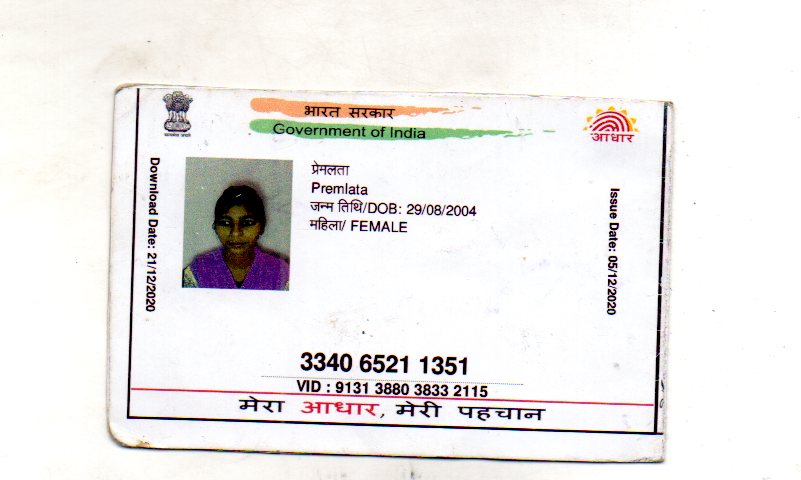 भारत सरकार
Government of India
आधार
प्रेमलता
Premlata
जन्म तिथि/DOB: 29/08/2004
महिला/ FEMALE
Download Date: 21/12/2020
Issue Date: 05/12/2020
3340 6521 1351
VID : 9131 3880 3833 2115
मेरा आधार, मेरी पहचान